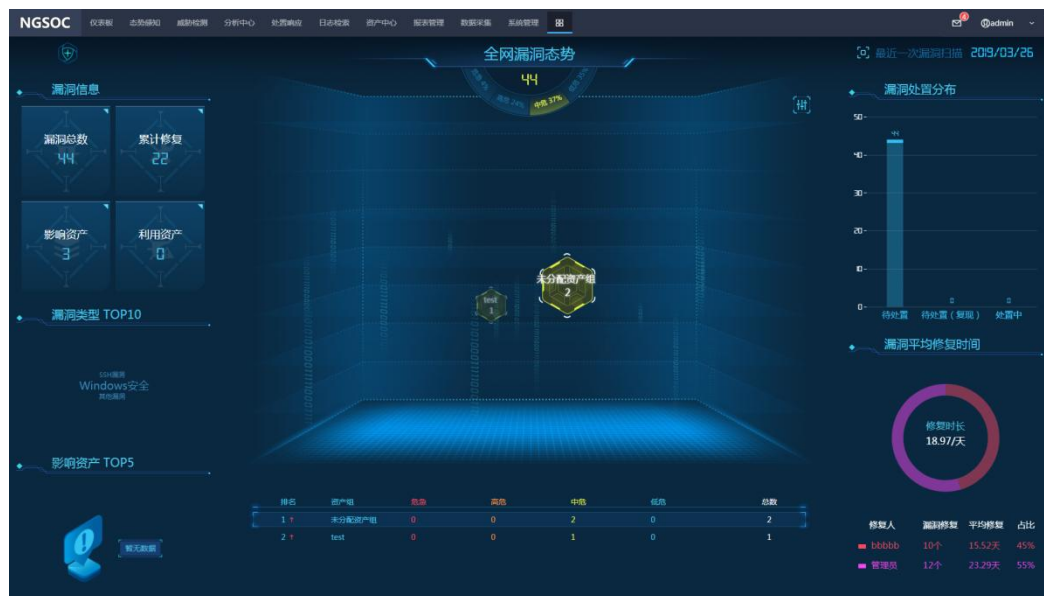 NGSOC 仪表板 态势感知 威胁检测 分析中心 处置响应 日志检索 资产中心 报表管理 数据采集 系统管理 4 admin
全网漏洞态势
最近一次漏洞扫描 2019/03/26
44
危急 4%
高危 24%
中危 37%
低危 35%
漏洞信息
漏洞总数
44
累计修复
22
影响资产
3
利用资产
0
漏洞类型 TOP10
SSH漏洞
Windows安全
其他漏洞
影响资产 TOP5
暂无数据
未分配资产组
2
test
1
排名 资产组 危急 高危 中危 低危 总数
1 ↑ 未分配资产组 0 0 2 0 2
2 ↑ test 0 0 1 0 1
漏洞处置分布
50
40
30
20
10
0
44
0
0
待处置 待处置（复现） 处置中
漏洞平均修复时间
修复时长
18.97/天
修复人 漏洞修复 平均修复 占比
bbbbb 10个 15.52天 45%
管理员 12个 23.29天 55%